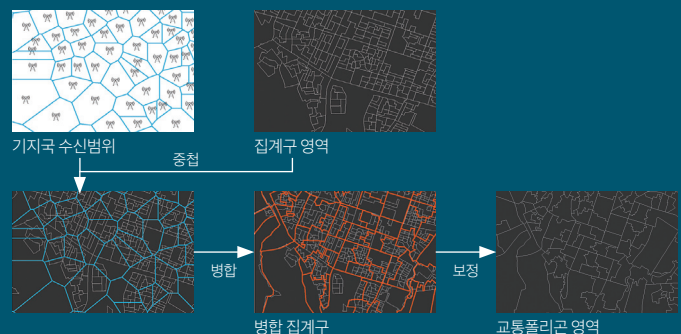 기지국 수신범위
집계구 영역
중첩
병합
보정
병합 집계구
교통폴리곤 영역